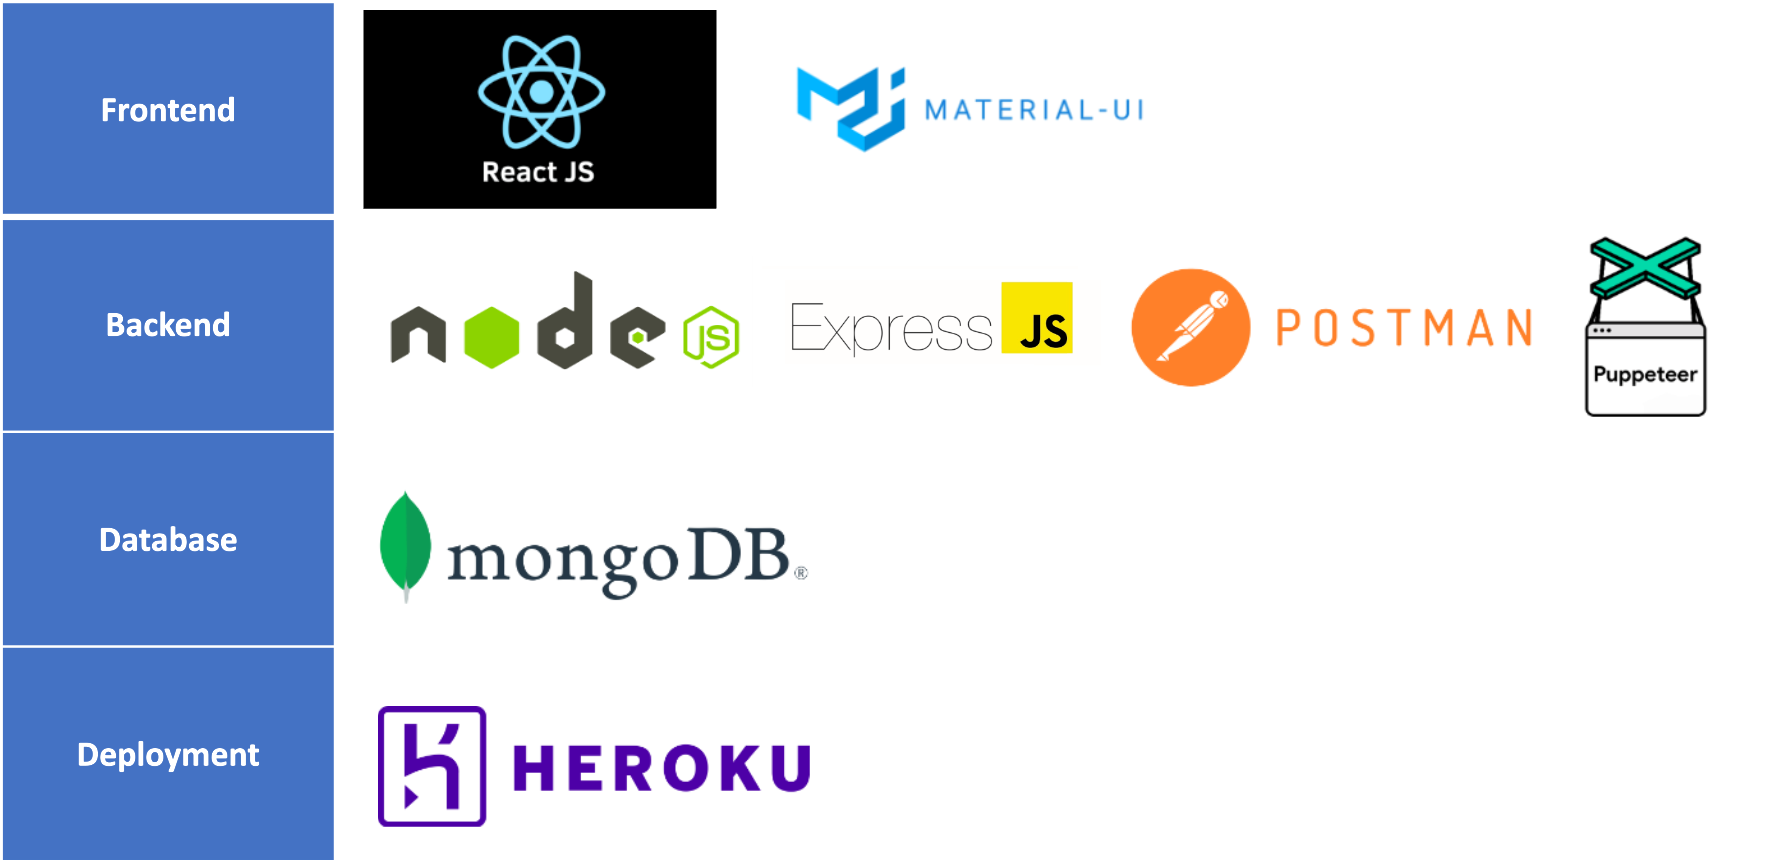 Frontend
React JS
MATERIAL-UI
Backend
node JS
Express JS
POSTMAN
Puppeteer
Database
mongoDB®
Deployment
HEROKU